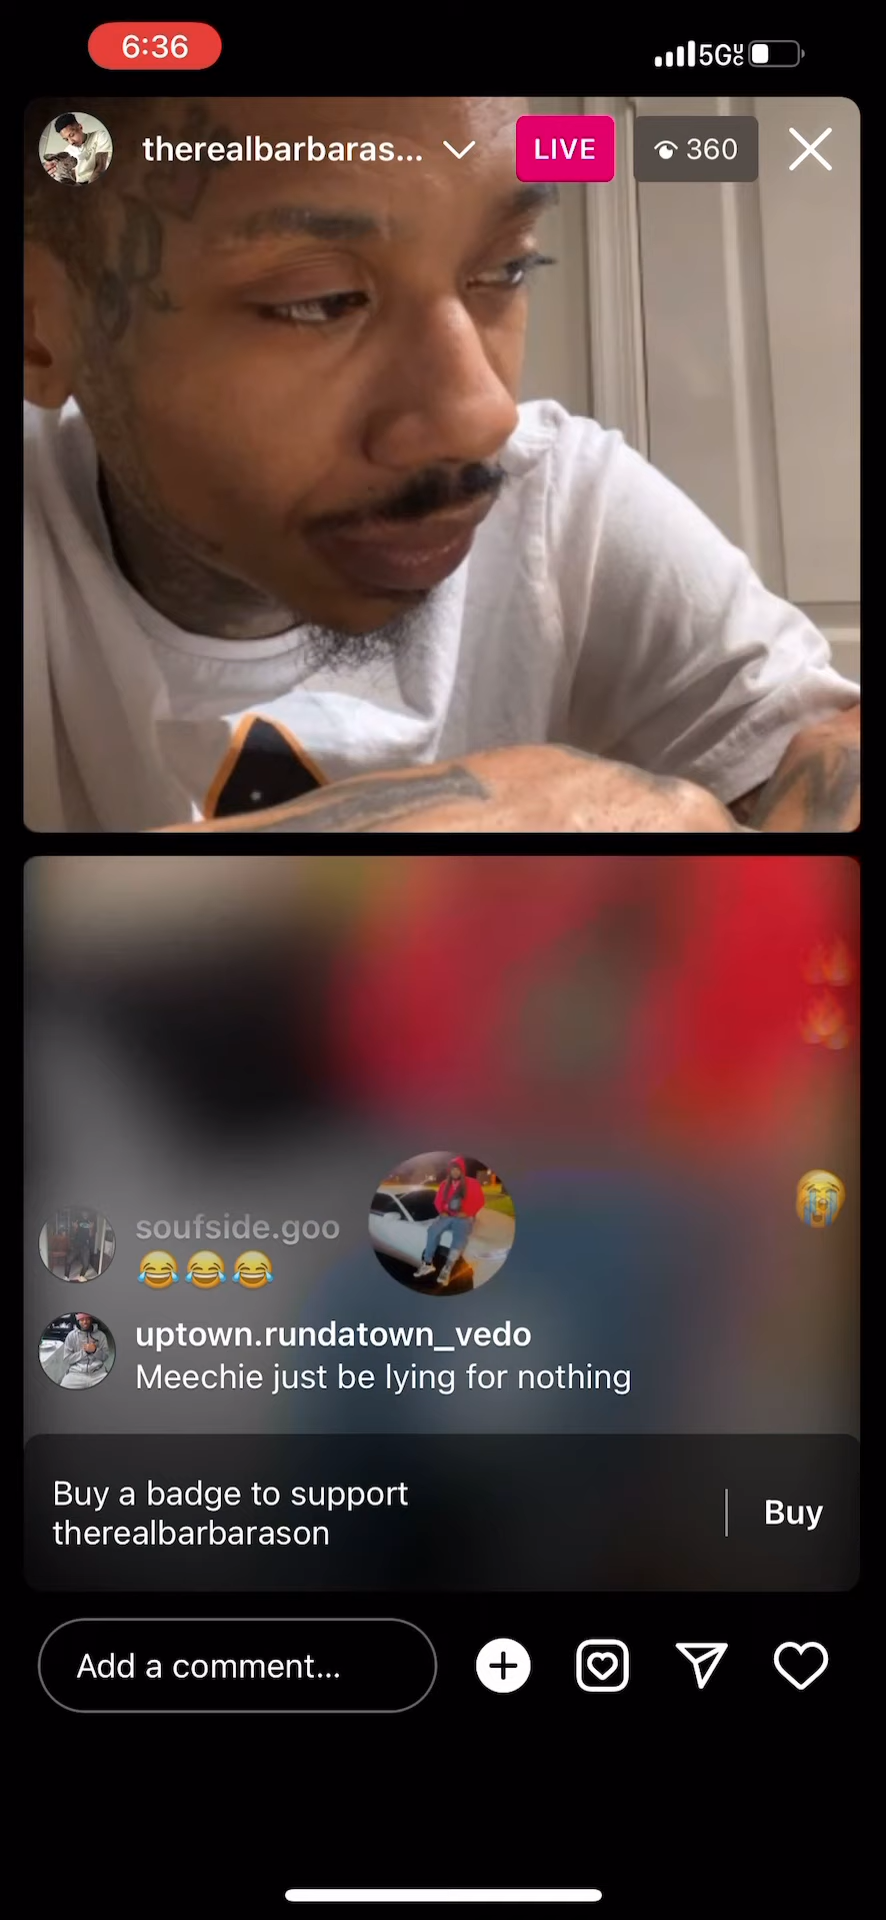 6:36
5G UC
therealbarbaras...
LIVE
360
soufside.goo
😂😂😂
uptown.rundatown_vedo
Meechie just be lying for nothing
Buy a badge to support
therealbarbarason
Buy
Add a comment...